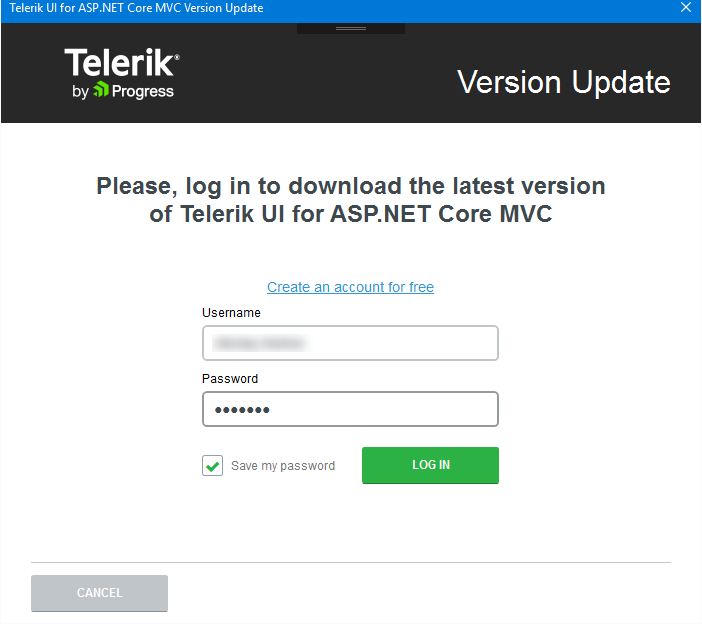 Telerik UI for ASP.NET Core MVC Version Update
Telerik®
by Progress
Version Update
Please, log in to download the latest version
of Telerik UI for ASP.NET Core MVC
Create an account for free
Username
Password
•••••••
Save my password
LOG IN
CANCEL